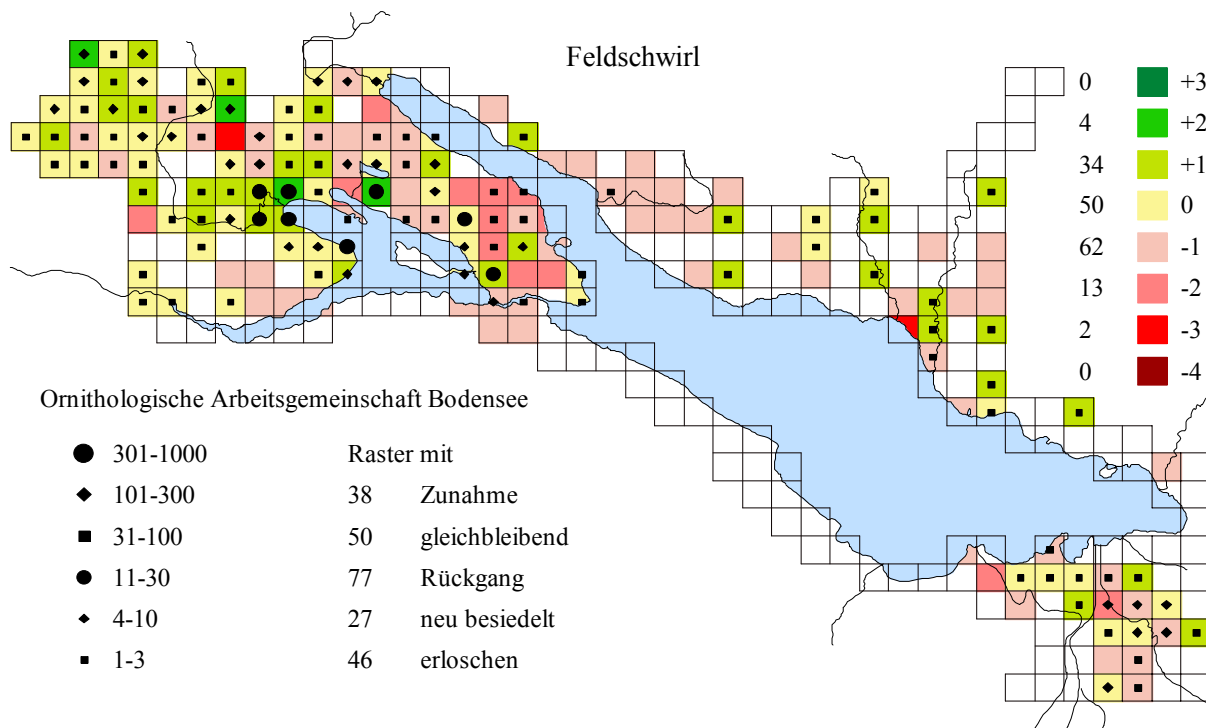 Feldschwirl
0 +3
4 +2
34 +1
50 0
62 -1
13 -2
2 -3
0 -4
Ornithologische Arbeitsgemeinschaft Bodensee
301-1000 Raster mit
101-300 38 Zunahme
31-100 50 gleichbleibend
11-30 77 Rückgang
4-10 27 neu besiedelt
1-3 46 erloschen